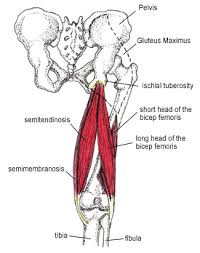 Pelvis
Gluteus Maximus
ischial tuberosity
short head of the
bicep femoris
semitendinosis
long head of the
bicep femoris
semimembranosis
tibia
fibula